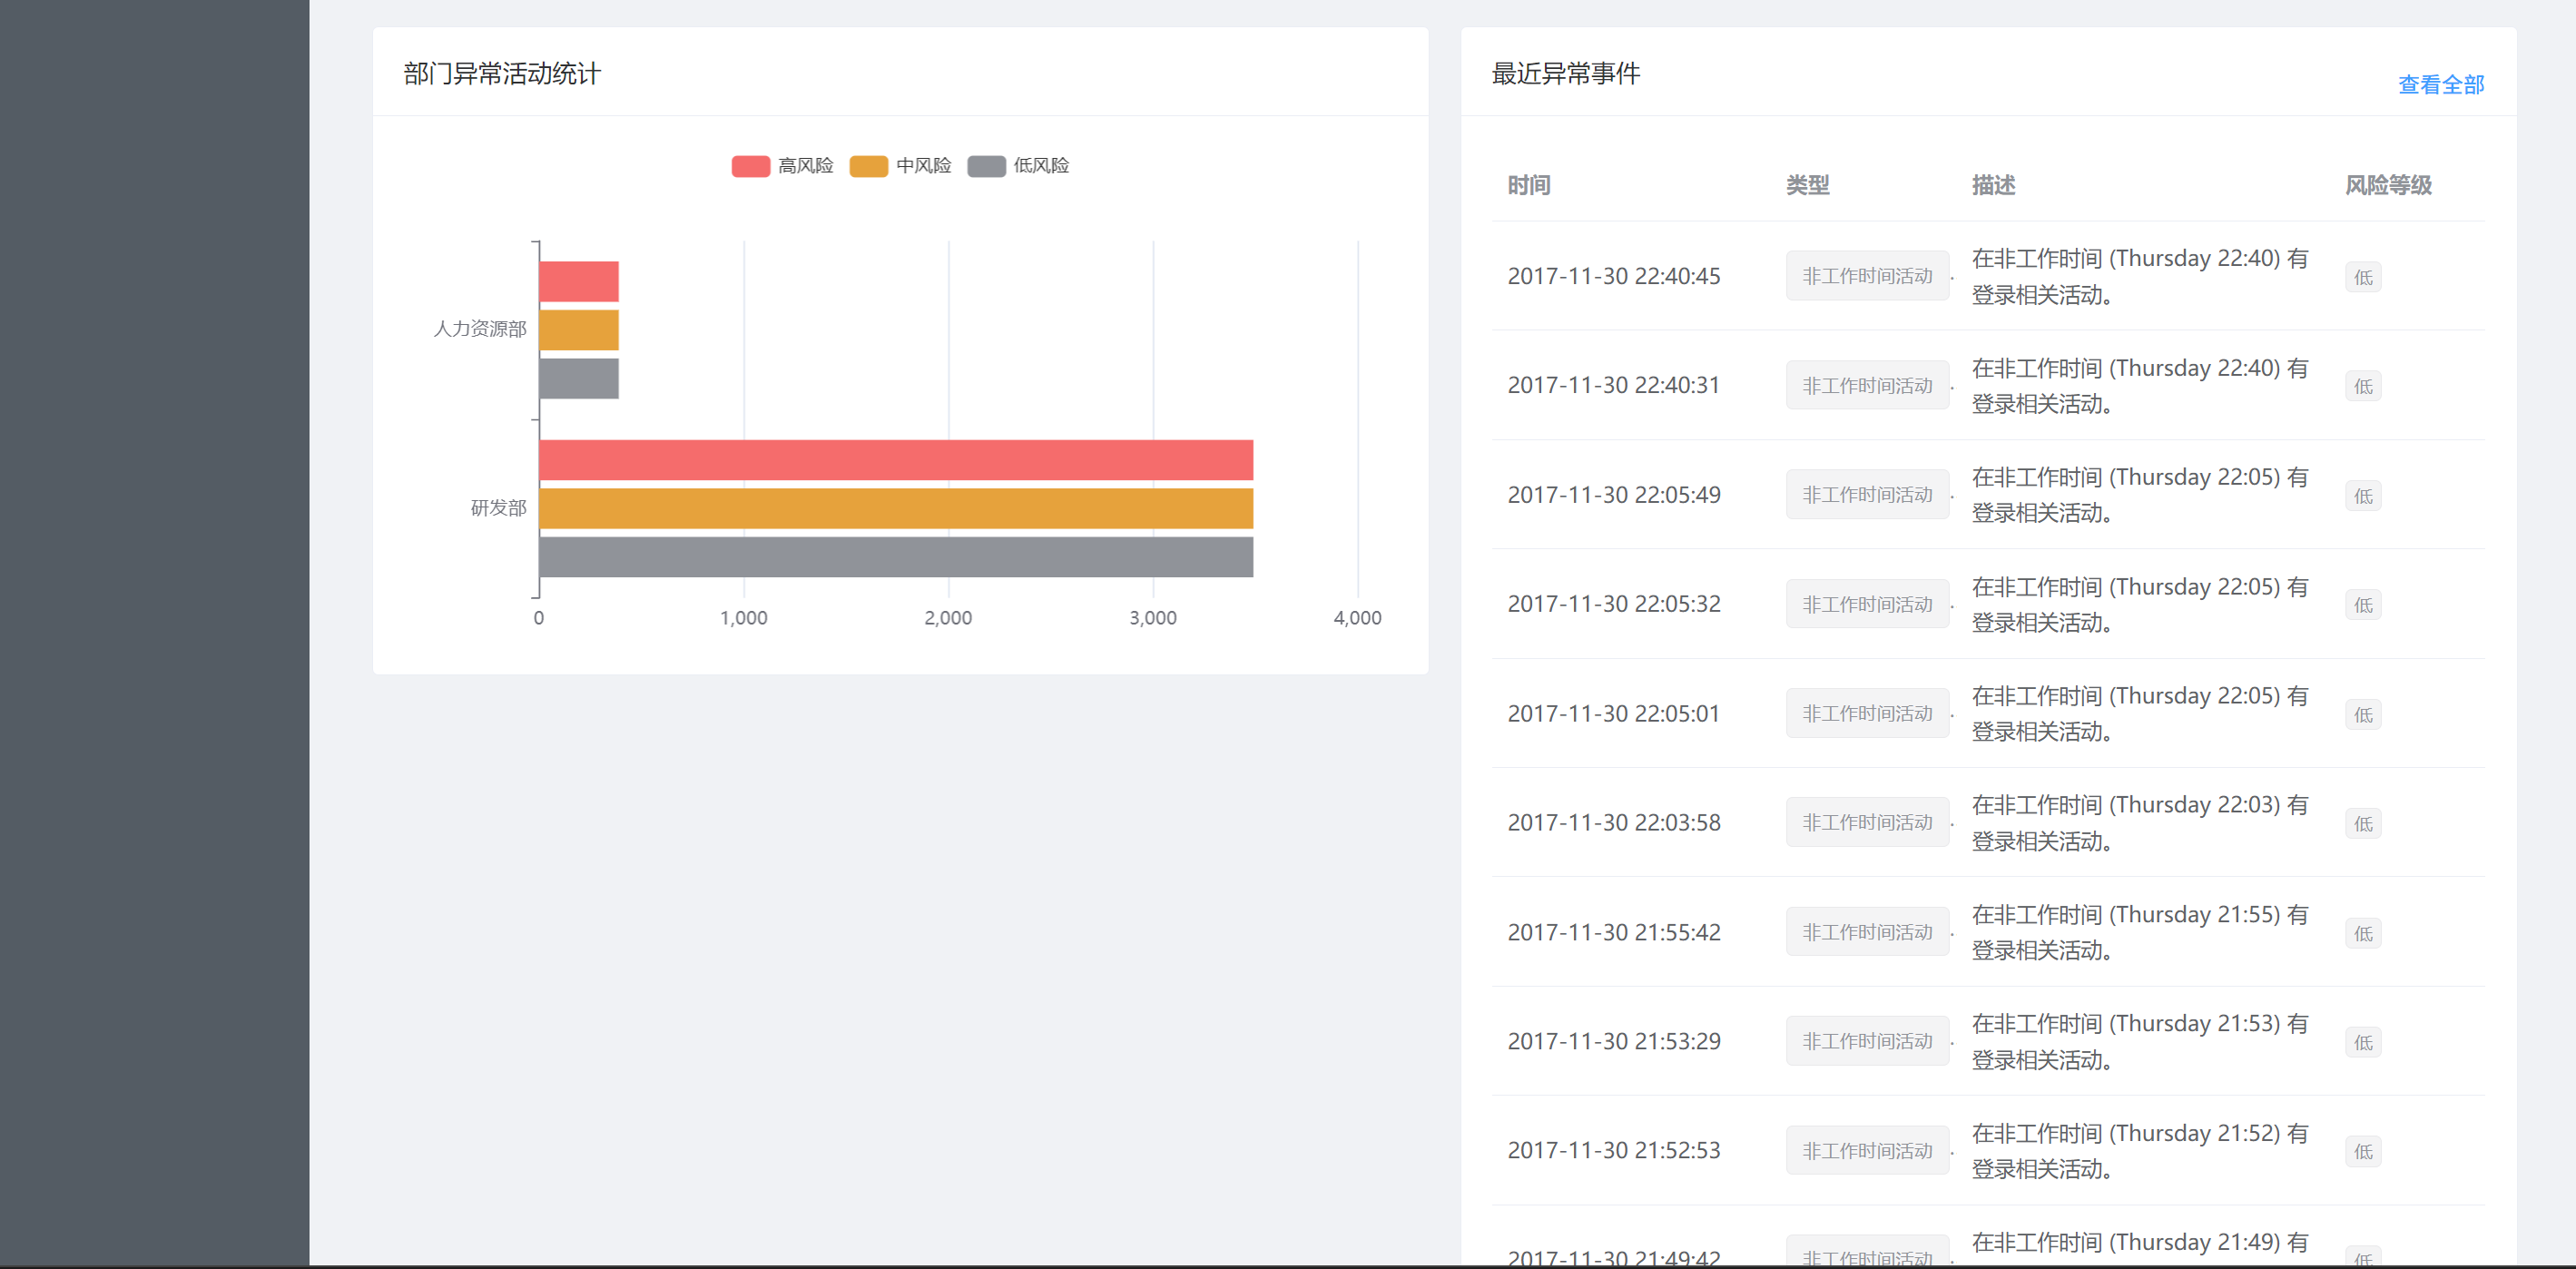 部门异常活动统计
高风险 中风险 低风险
人力资源部
研发部
0 1,000 2,000 3,000 4,000
最近异常事件
查看全部
时间 类型 描述 风险等级
2017-11-30 22:40:45 非工作时间活动 在非工作时间 (Thursday 22:40) 有 低
登录相关活动。
2017-11-30 22:40:31 非工作时间活动 在非工作时间 (Thursday 22:40) 有 低
登录相关活动。
2017-11-30 22:05:49 非工作时间活动 在非工作时间 (Thursday 22:05) 有 低
登录相关活动。
2017-11-30 22:05:32 非工作时间活动 在非工作时间 (Thursday 22:05) 有 低
登录相关活动。
2017-11-30 22:05:01 非工作时间活动 在非工作时间 (Thursday 22:05) 有 低
登录相关活动。
2017-11-30 22:03:58 非工作时间活动 在非工作时间 (Thursday 22:03) 有 低
登录相关活动。
2017-11-30 21:55:42 非工作时间活动 在非工作时间 (Thursday 21:55) 有 低
登录相关活动。
2017-11-30 21:53:29 非工作时间活动 在非工作时间 (Thursday 21:53) 有 低
登录相关活动。
2017-11-30 21:52:53 非工作时间活动 在非工作时间 (Thursday 21:52) 有 低
登录相关活动。
2017-11-30 21:49:42 非工作时间活动 在非工作时间 (Thursday 21:49) 有 低